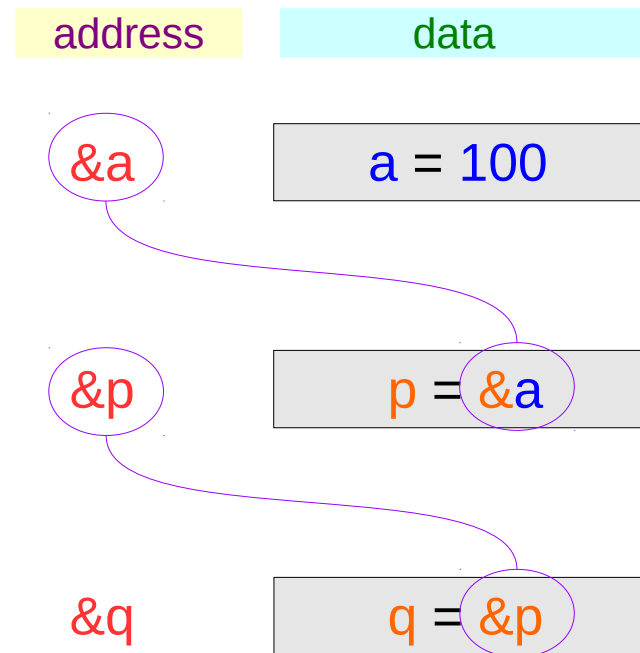 address data
&a a = 100
&p p = &a
&q q = &p